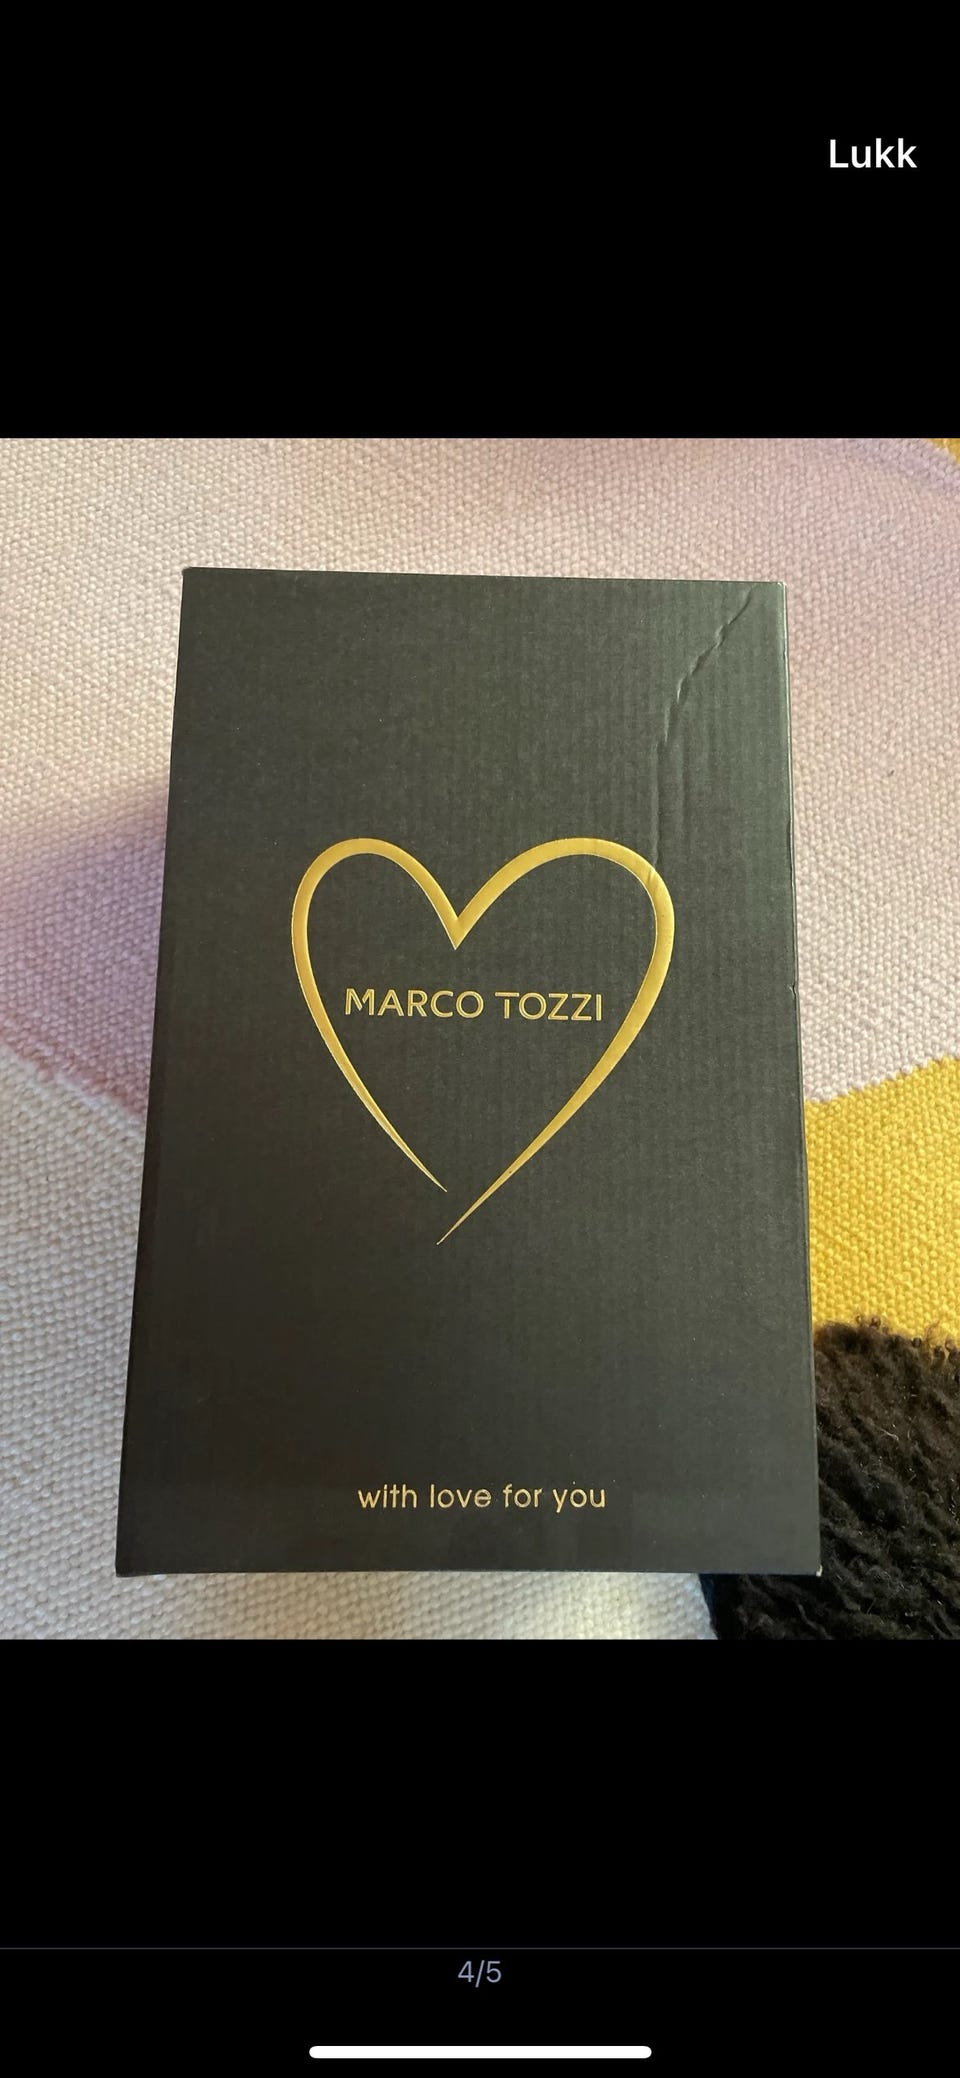 Lukk
MARCO TOZZI
with love for you
4/5